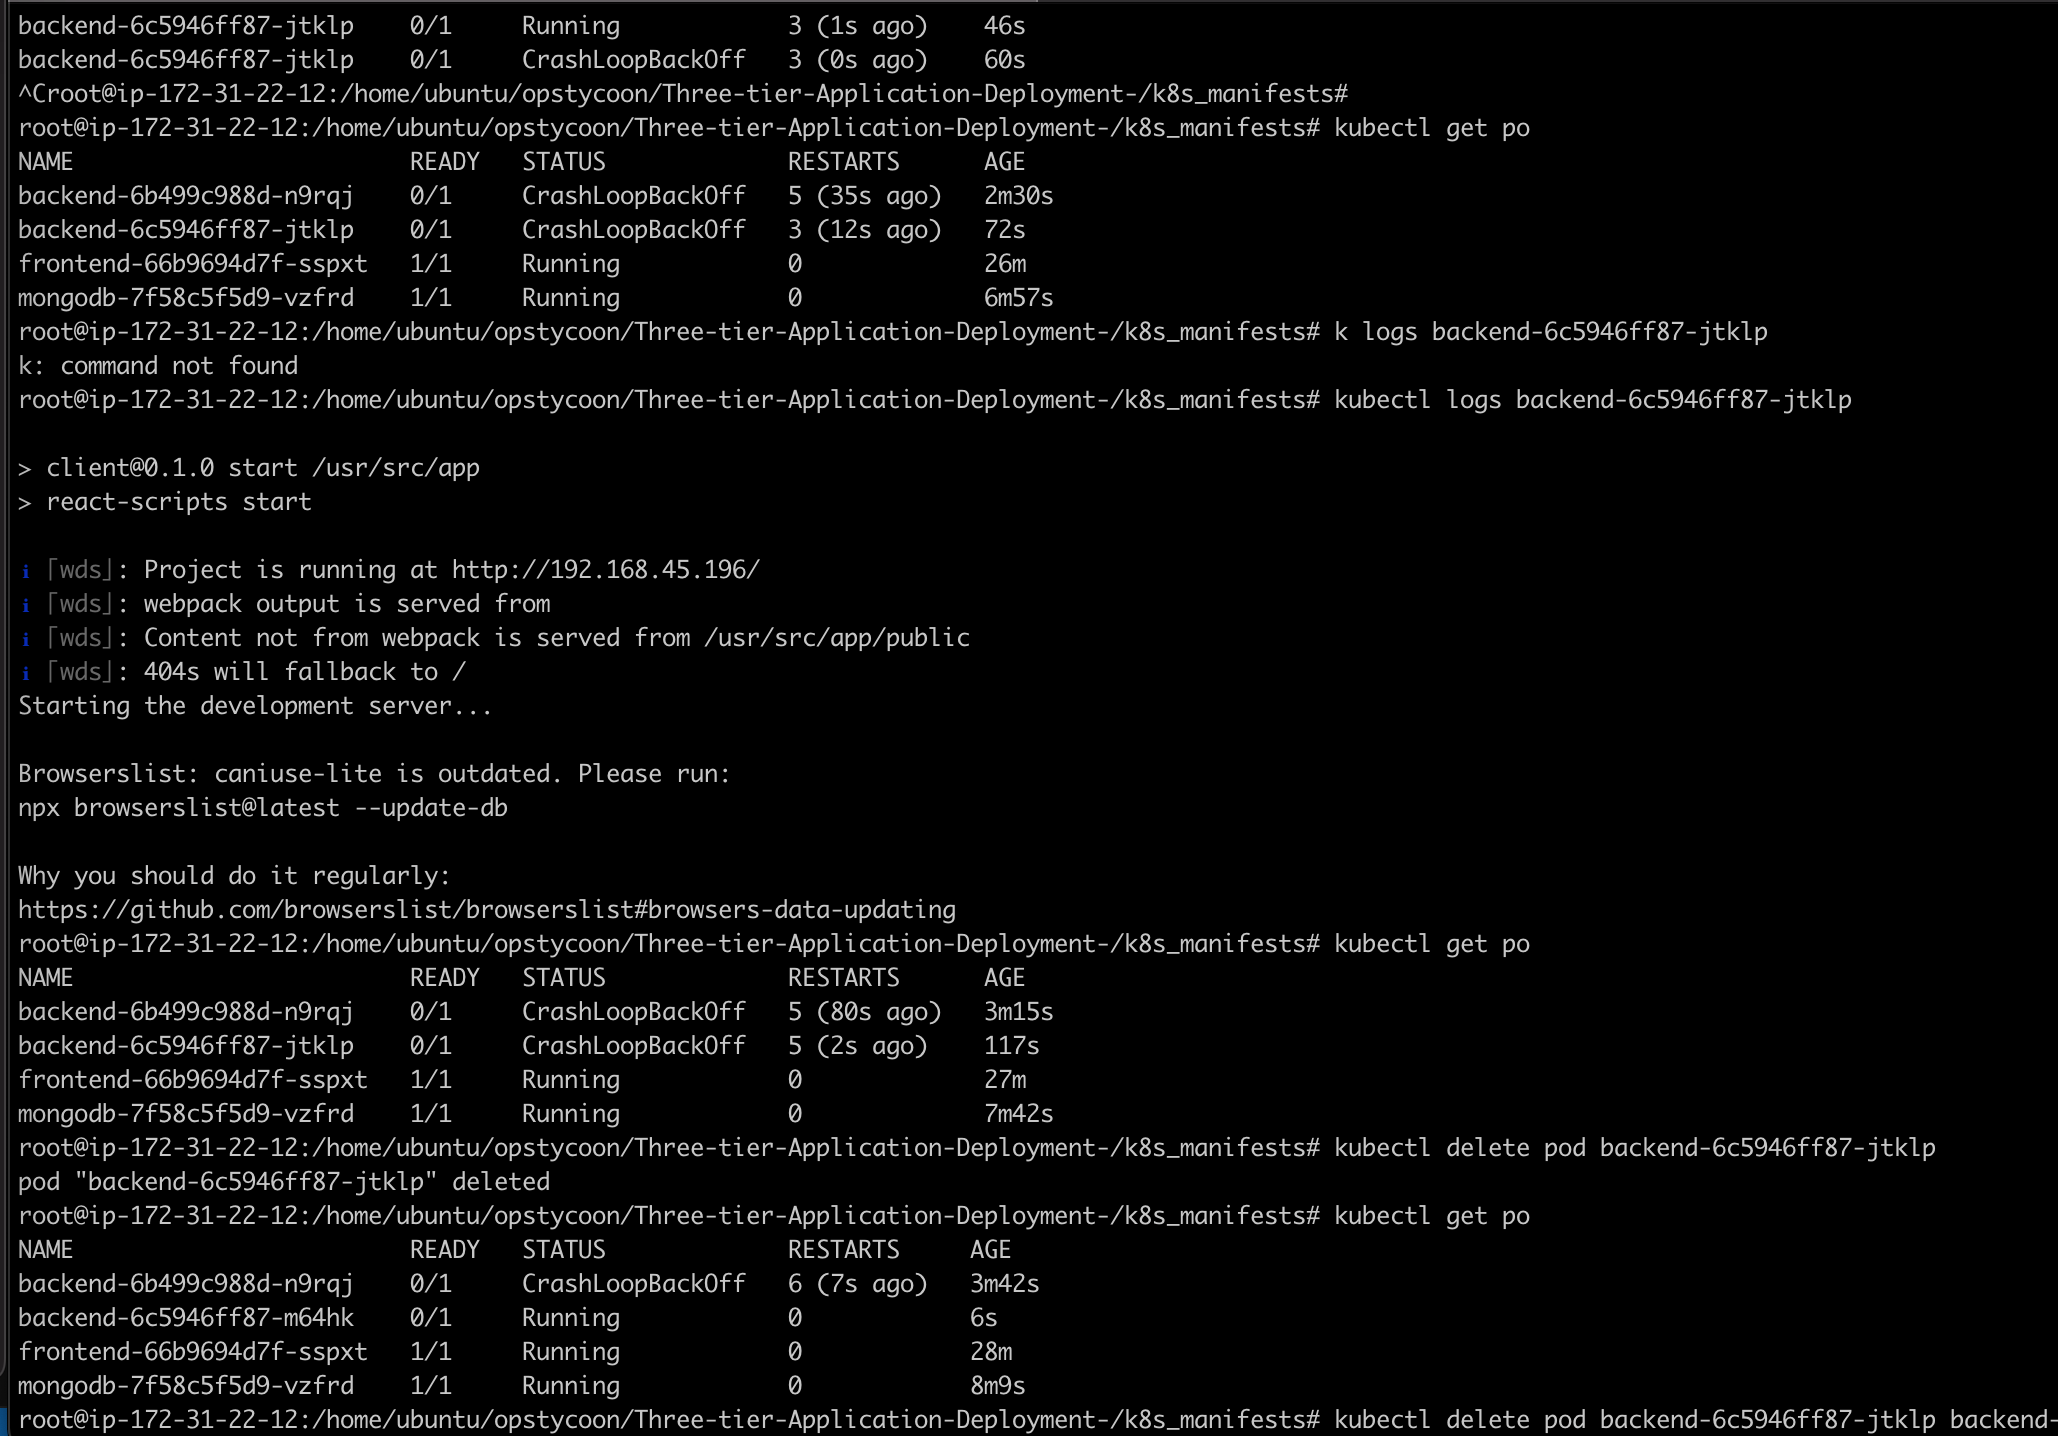 backend-6c5946ff87-jtklp    0/1     Running            3 (1s ago)    46s
backend-6c5946ff87-jtklp    0/1     CrashLoopBackOff   3 (0s ago)    60s
^Croot@ip-172-31-22-12:/home/ubuntu/opstycoon/Three-tier-Application-Deployment-/k8s_manifests#
root@ip-172-31-22-12:/home/ubuntu/opstycoon/Three-tier-Application-Deployment-/k8s_manifests# kubectl get po
NAME                        READY   STATUS             RESTARTS      AGE
backend-6b499c988d-n9rqj    0/1     CrashLoopBackOff   5 (35s ago)   2m30s
backend-6c5946ff87-jtklp    0/1     CrashLoopBackOff   3 (12s ago)   72s
frontend-66b9694d7f-sspxt   1/1     Running            0             26m
mongodb-7f58c5f5d9-vzfrd    1/1     Running            0             6m57s
root@ip-172-31-22-12:/home/ubuntu/opstycoon/Three-tier-Application-Deployment-/k8s_manifests# k logs backend-6c5946ff87-jtklp
k: command not found
root@ip-172-31-22-12:/home/ubuntu/opstycoon/Three-tier-Application-Deployment-/k8s_manifests# kubectl logs backend-6c5946ff87-jtklp
> client@0.1.0 start /usr/src/app
> react-scripts start
ℹ ｢wds｣: Project is running at http://192.168.45.196/
ℹ ｢wds｣: webpack output is served from
ℹ ｢wds｣: Content not from webpack is served from /usr/src/app/public
ℹ ｢wds｣: 404s will fallback to /
Starting the development server...
Browserslist: caniuse-lite is outdated. Please run:
npx browserslist@latest --update-db
Why you should do it regularly:
https://github.com/browserslist/browserslist#browsers-data-updating
root@ip-172-31-22-12:/home/ubuntu/opstycoon/Three-tier-Application-Deployment-/k8s_manifests# kubectl get po
NAME                        READY   STATUS             RESTARTS      AGE
backend-6b499c988d-n9rqj    0/1     CrashLoopBackOff   5 (80s ago)   3m15s
backend-6c5946ff87-jtklp    0/1     CrashLoopBackOff   5 (2s ago)    117s
frontend-66b9694d7f-sspxt   1/1     Running            0             27m
mongodb-7f58c5f5d9-vzfrd    1/1     Running            0             7m42s
root@ip-172-31-22-12:/home/ubuntu/opstycoon/Three-tier-Application-Deployment-/k8s_manifests# kubectl delete pod backend-6c5946ff87-jtklp
pod "backend-6c5946ff87-jtklp" deleted
root@ip-172-31-22-12:/home/ubuntu/opstycoon/Three-tier-Application-Deployment-/k8s_manifests# kubectl get po
NAME                        READY   STATUS             RESTARTS     AGE
backend-6b499c988d-n9rqj    0/1     CrashLoopBackOff   6 (7s ago)   3m42s
backend-6c5946ff87-m64hk    0/1     Running            0            6s
frontend-66b9694d7f-sspxt   1/1     Running            0            28m
mongodb-7f58c5f5d9-vzfrd    1/1     Running            0            8m9s
root@ip-172-31-22-12:/home/ubuntu/opstycoon/Three-tier-Application-Deployment-/k8s_manifests# kubectl delete pod backend-6c5946ff87-jtklp backend-